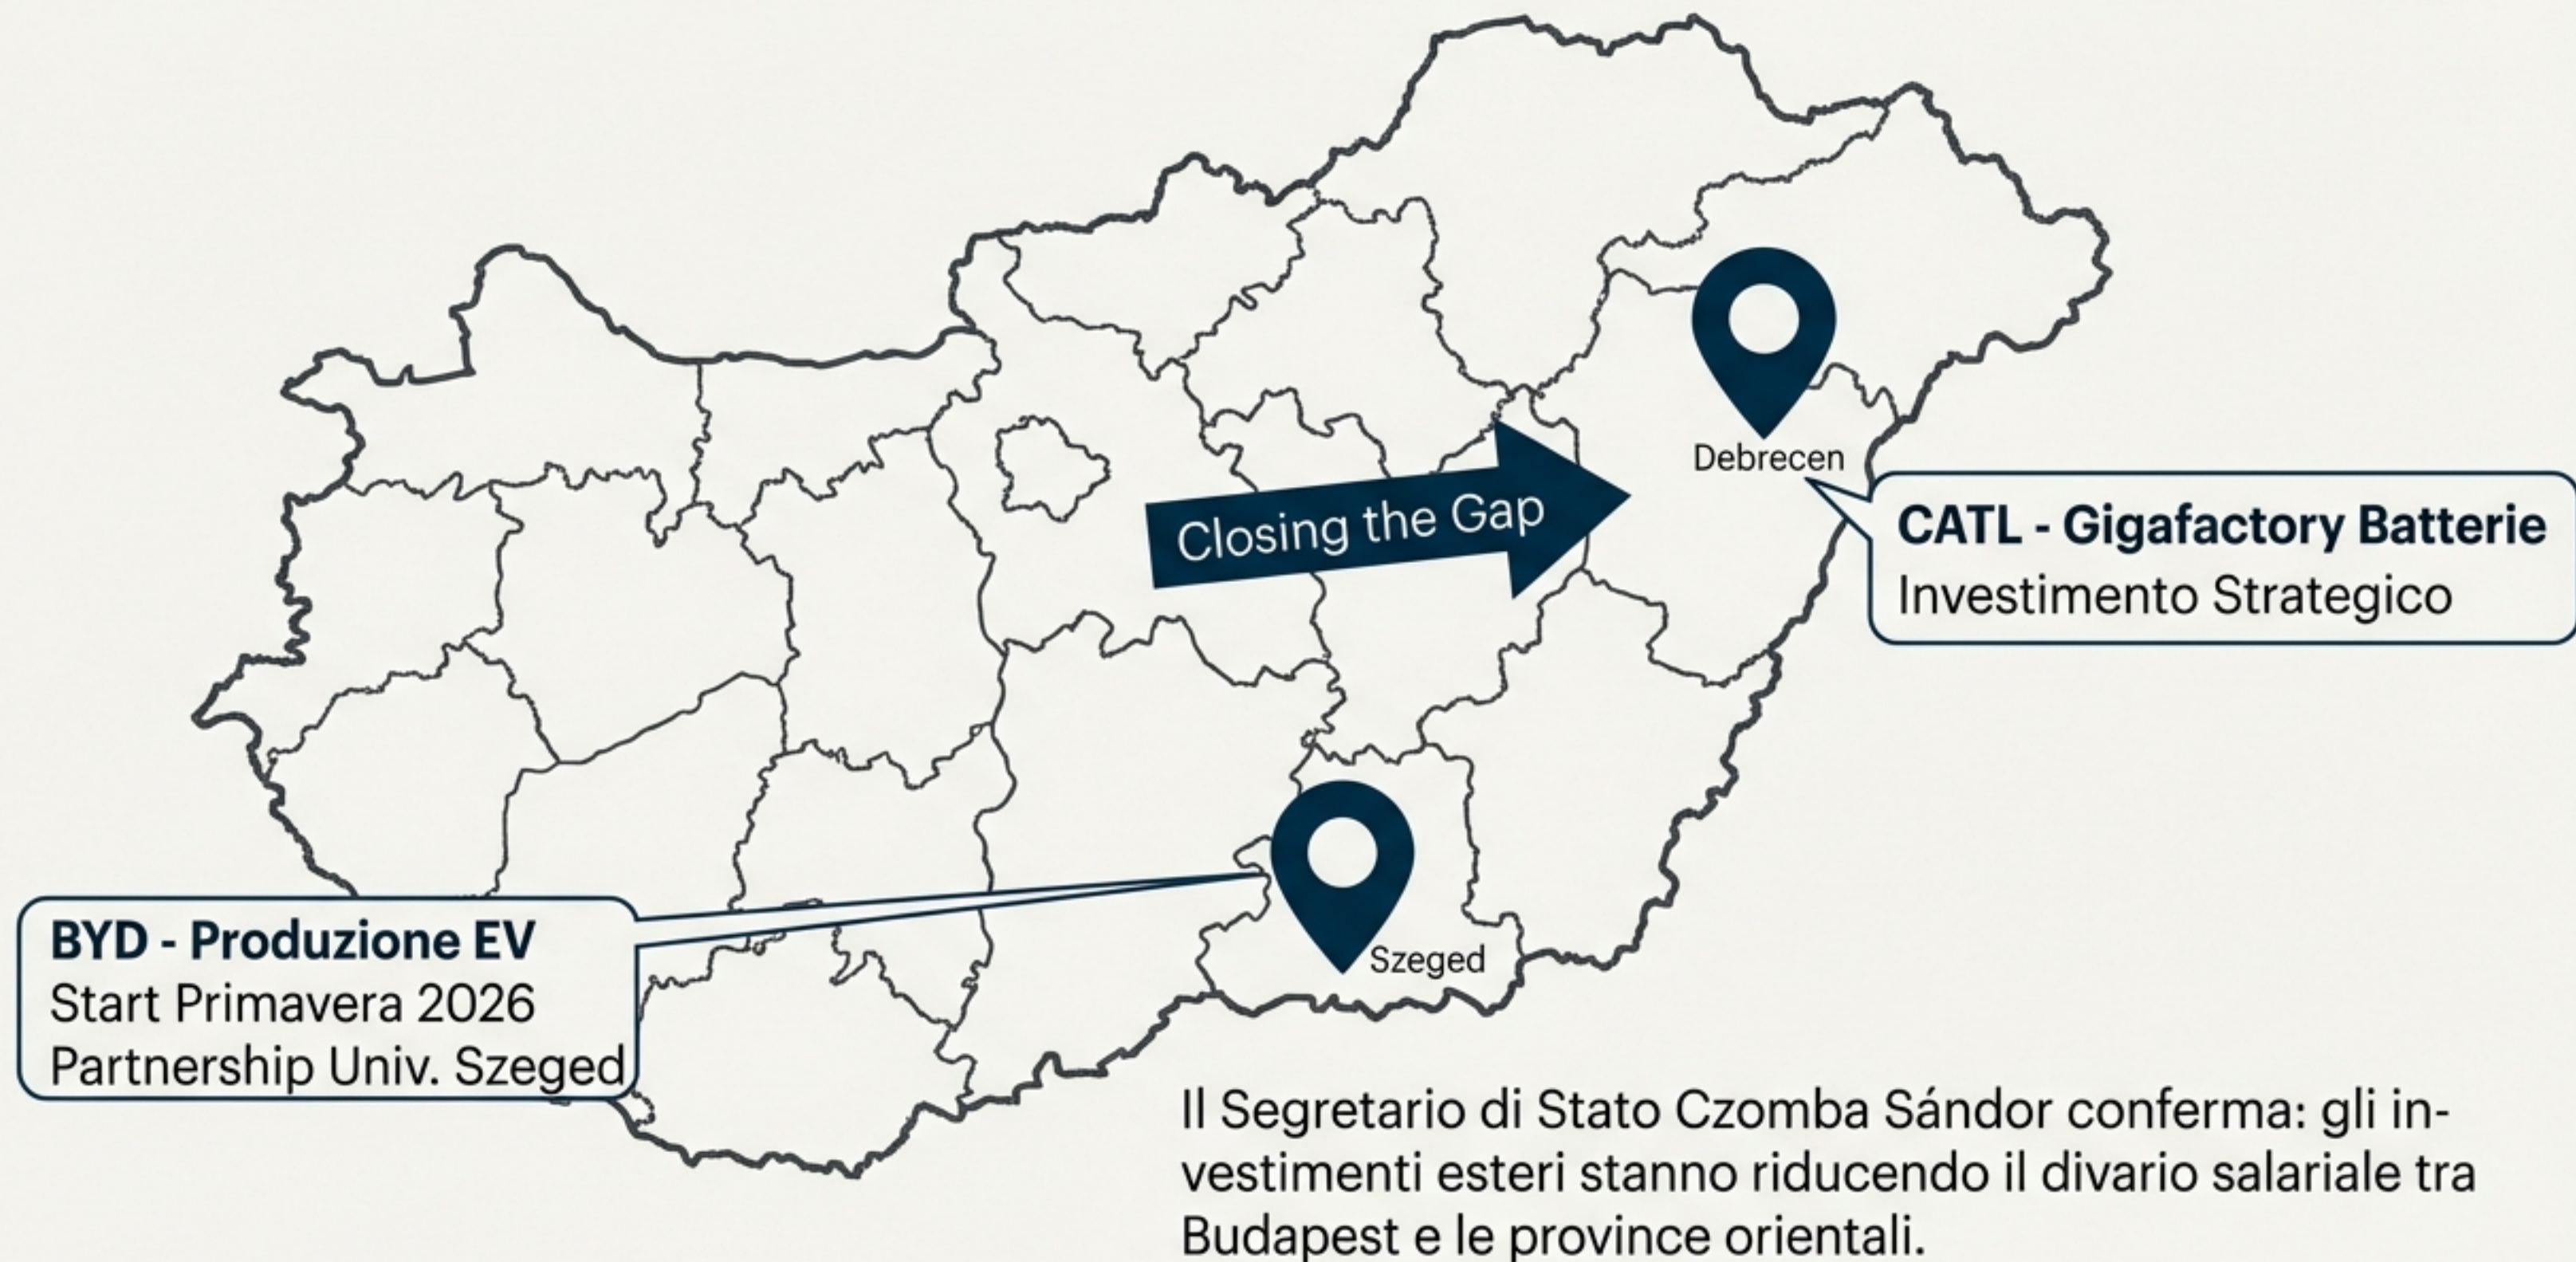 Debrecen
Closing the Gap
CATL - Gigafactory Batterie
Investimento Strategico
BYD - Produzione EV
Start Primavera 2026
Partnership Univ. Szeged
Szeged
Il Segretario di Stato Czomba Sándor conferma: gli in-
vestimenti esteri stanno riducendo il divario salariale tra
Budapest e le province orientali.